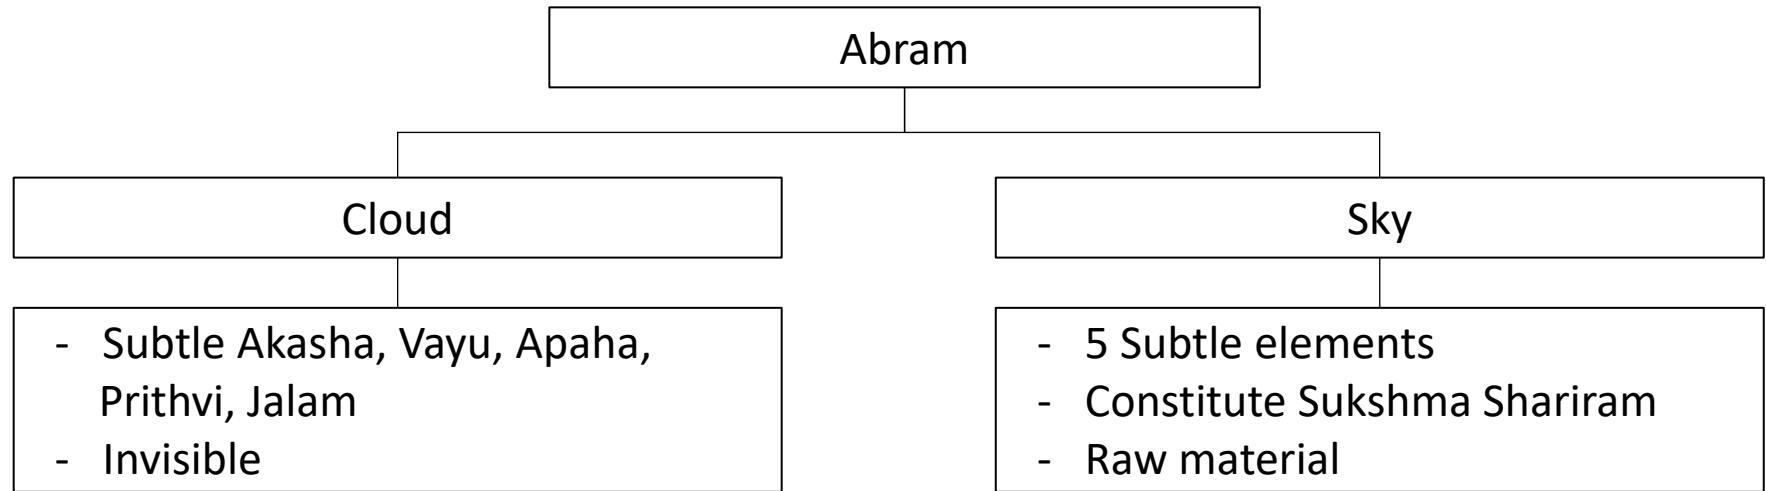 Abram
Cloud
Sky
- Subtle Akasha, Vayu, Apaha,
Prithvi, Jalam
- Invisible
- 5 Subtle elements
- Constitute Sukshma Shariram
- Raw material